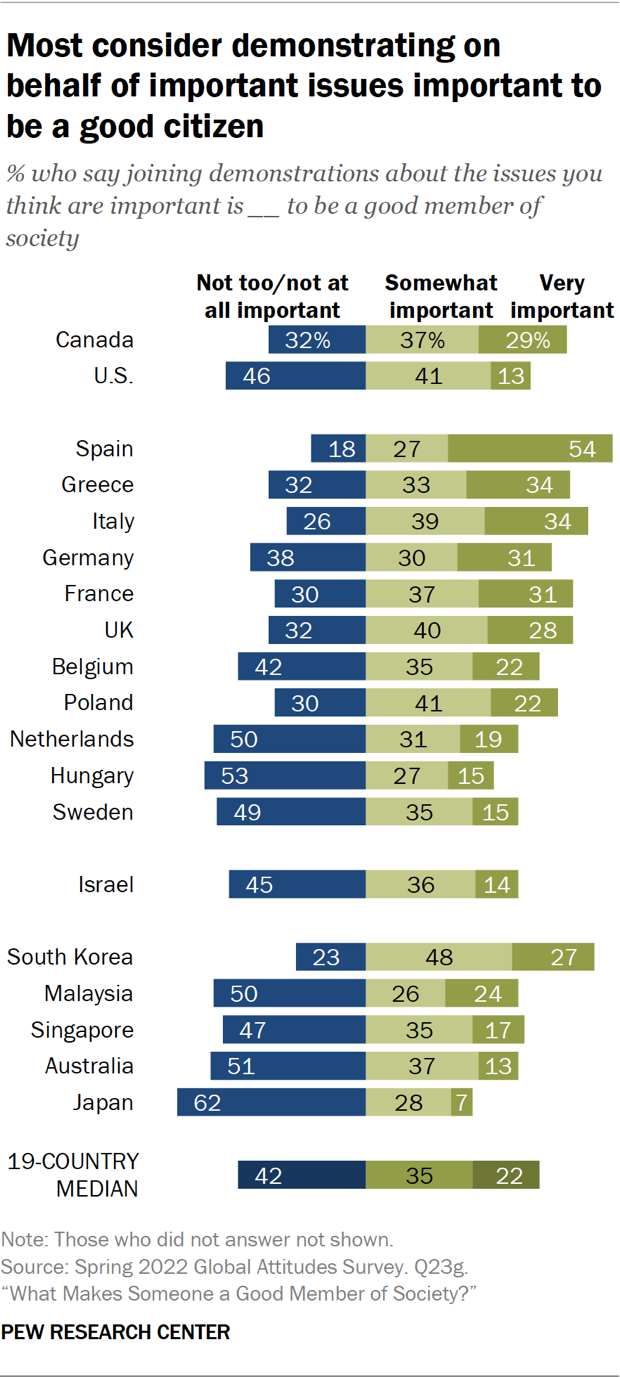 Most consider demonstrating on
behalf of important issues important to
be a good citizen
% who say joining demonstrations about the issues you
think are important is __ to be a good member of
society
Not too/not at
all important
Somewhat
important
Very
important
Canada 32% 37% 29%
U.S. 46 41 13
Spain 18 27 54
Greece 32 33 34
Italy 26 39 34
Germany 38 30 31
France 30 37 31
UK 32 40 28
Belgium 42 35 22
Poland 30 41 22
Netherlands 50 31 19
Hungary 53 27 15
Sweden 49 35 15
Israel 45 36 14
South Korea 23 48 27
Malaysia 50 26 24
Singapore 47 35 17
Australia 51 37 13
Japan 62 28 7
19-COUNTRY
MEDIAN 42 35 22
Note: Those who did not answer not shown.
Source: Spring 2022 Global Attitudes Survey. Q23g.
“What Makes Someone a Good Member of Society?”
PEW RESEARCH CENTER